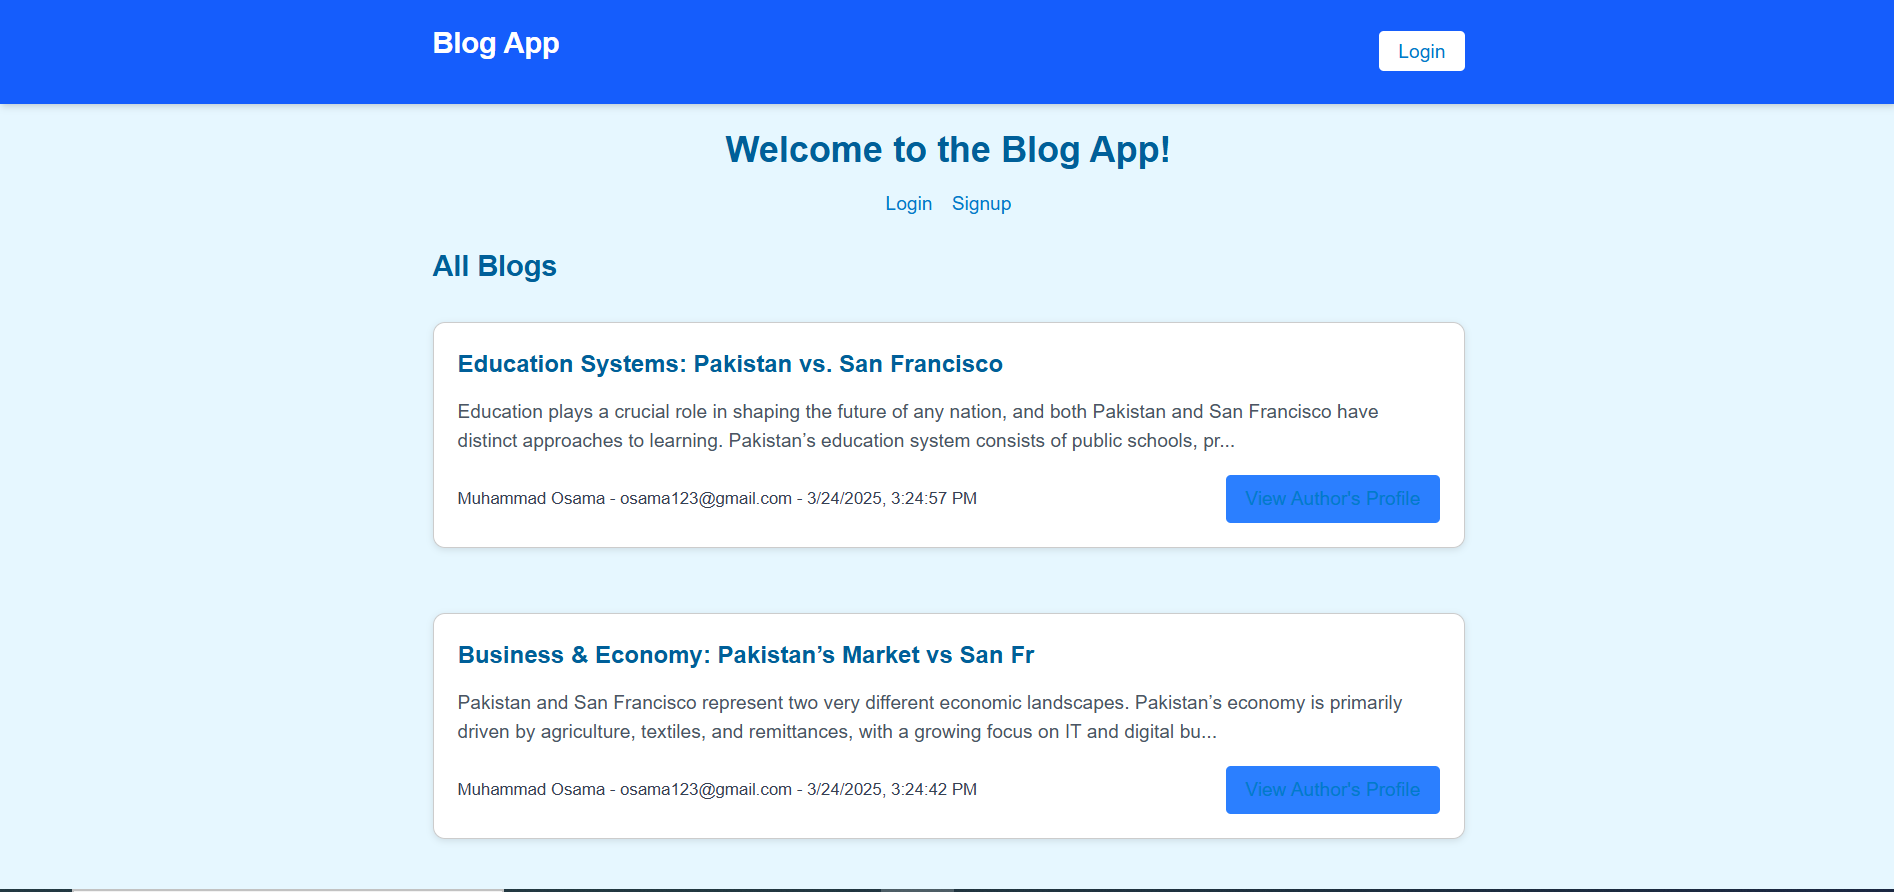 Blog App
Login
Welcome to the Blog App!
Login Signup
All Blogs
Education Systems: Pakistan vs. San Francisco
Education plays a crucial role in shaping the future of any nation, and both Pakistan and San Francisco have
distinct approaches to learning. Pakistan’s education system consists of public schools, pr...
Muhammad Osama - osama123@gmail.com - 3/24/2025, 3:24:57 PM
View Author's Profile
Business & Economy: Pakistan’s Market vs San Fr
Pakistan and San Francisco represent two very different economic landscapes. Pakistan’s economy is primarily
driven by agriculture, textiles, and remittances, with a growing focus on IT and digital bu...
Muhammad Osama - osama123@gmail.com - 3/24/2025, 3:24:42 PM
View Author's Profile